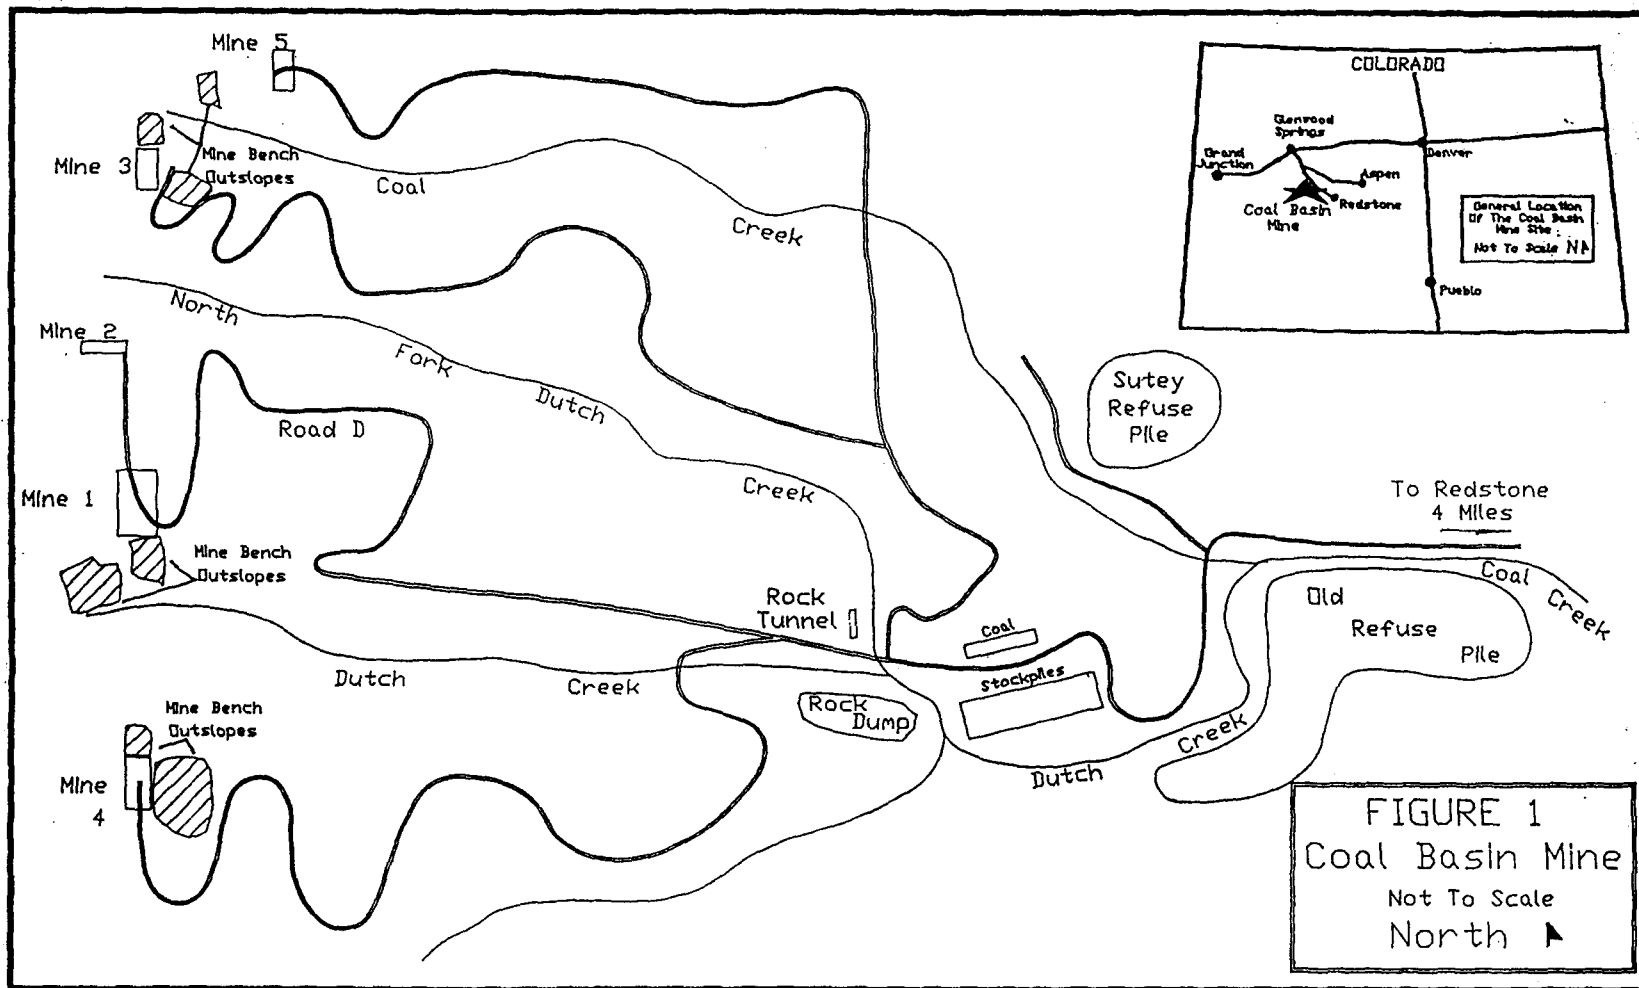 Mine 5
Mine 3
Mine Bench
Outslopes
Coal
Creek
North
Fork
Dutch
Creek
Mine 2
Road D
Mine 1
Mine Bench
Outslopes
Rock
Tunnel
Dutch
Creek
Mine Bench
Outslopes
Mine
4
Rock
Dump
Coal
Stockpiles
Dutch
Creek
Sutey
Refuse
Pile
To Redstone
4 Miles
Coal
Creek
Old
Refuse
Pile
COLORADO
Glenwood
Springs
Grand
Junction
Denver
Aspen
Redstone
Coal Basin
Mine
Pueblo
General Location
Of The Coal Basin
Mine Site
Not To Scale N
FIGURE 1
Coal Basin Mine
Not To Scale
North